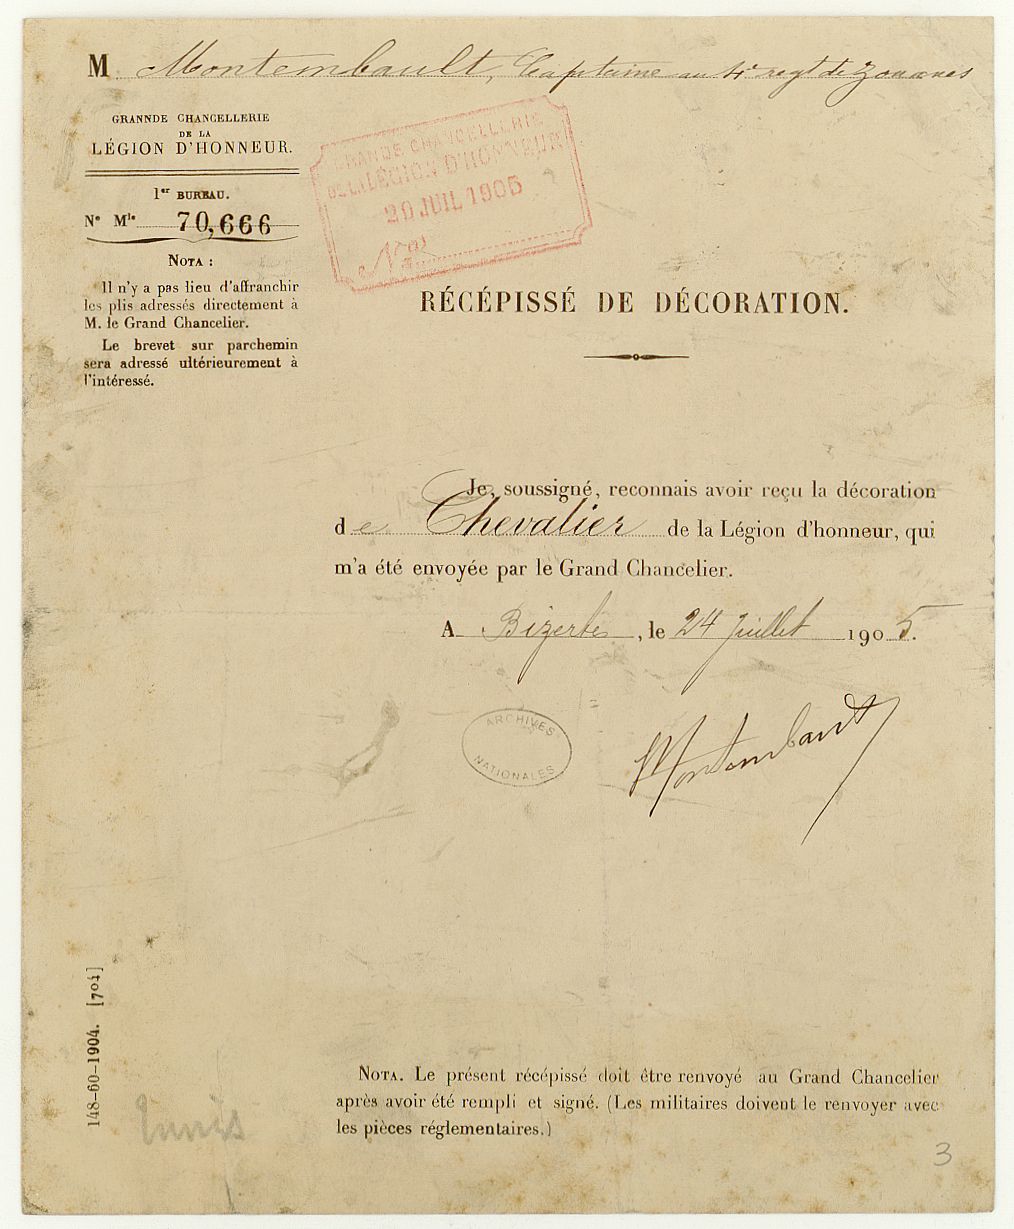 M. Montembault, Capitaine au 4e regt de zouaves
GRANNDE CHANCELLERIE
DE LA
LÉGION D'HONNEUR.
1er BUREAU.
N° Mle 70,666
NOTA :
Il n'y a pas lieu d'affranchir
les plis adressés directement à
M. le Grand Chancelier.
Le brevet sur parchemin
sera adressé ultérieurement à
l'intéressé.
GRANDE CHANCELLERIE
DE LA LÉGION D'HONNEUR
20 JUIL 1905
RÉCÉPISSÉ DE DÉCORATION.
Je, soussigné, reconnais avoir reçu la décoration
de Chevalier de la Légion d'honneur, qui
m'a été envoyée par le Grand Chancelier.
A Bizerte, le 24 Juillet 1905.
ARCHIVES
NATIONALES
Montembault
148-60-1904. [704]
Tunis
NOTA. Le présent récépissé doit être renvoyé au Grand Chancelier
après avoir été rempli et signé. (Les militaires doivent le renvoyer avec
les pièces réglementaires.)
3